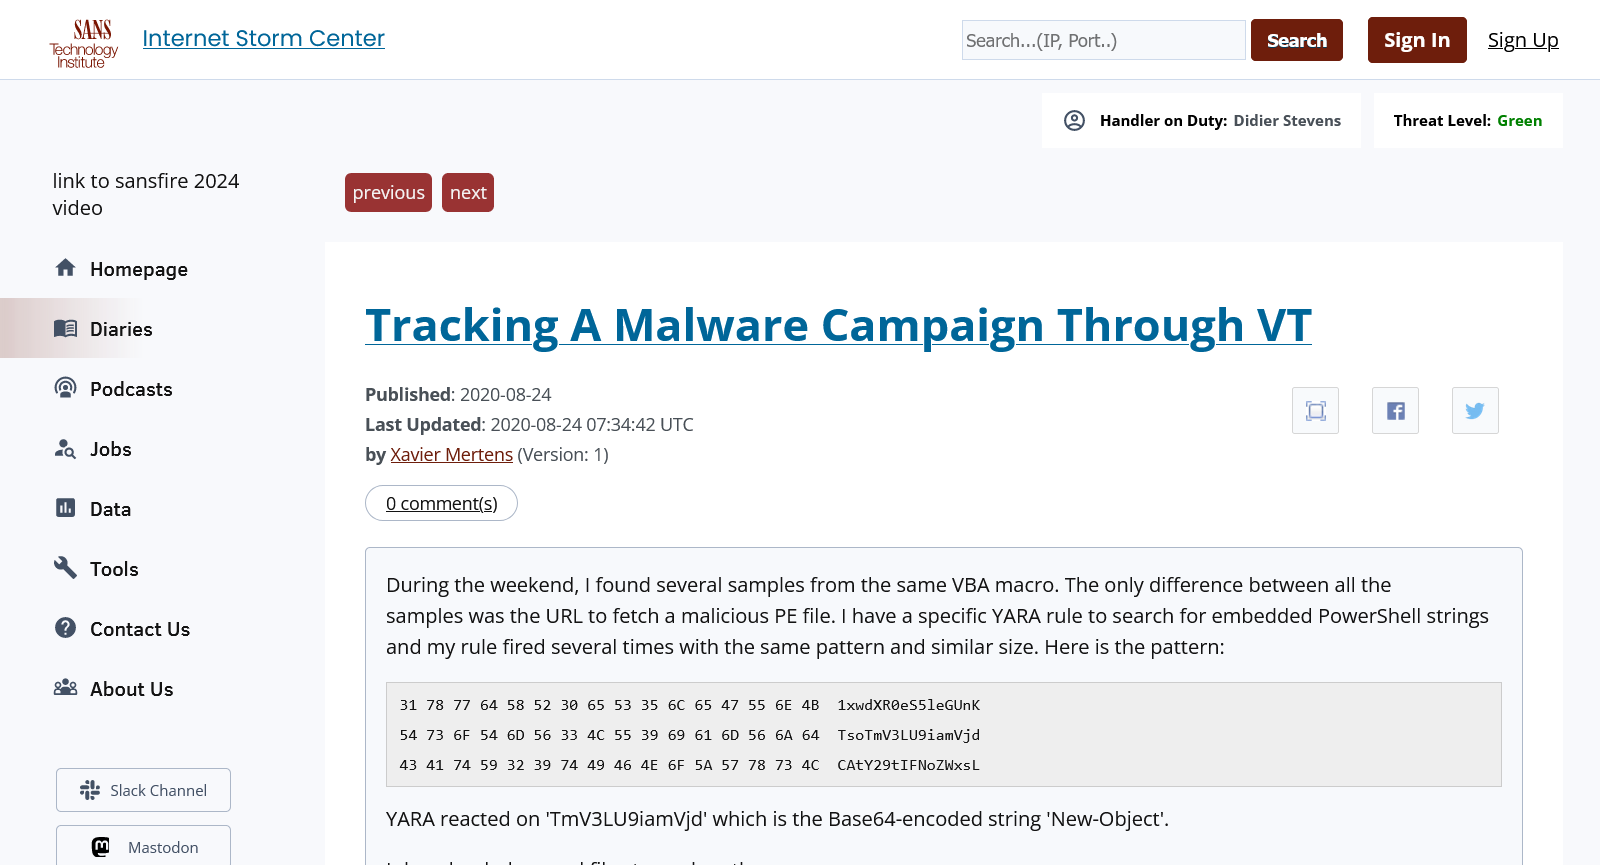 SANS
Technology
Institute
Internet Storm Center
Search...(IP, Port..)
Search
Sign In
Sign Up
Handler on Duty: Didier Stevens
Threat Level: Green
link to sansfire 2024
video
previous
next
Homepage
Diaries
Podcasts
Jobs
Data
Tools
Contact Us
About Us
Slack Channel
Mastodon
Tracking A Malware Campaign Through VT
Published: 2020-08-24
Last Updated: 2020-08-24 07:34:42 UTC
by Xavier Mertens (Version: 1)
0 comment(s)
During the weekend, I found several samples from the same VBA macro. The only difference between all the
samples was the URL to fetch a malicious PE file. I have a specific YARA rule to search for embedded PowerShell strings
and my rule fired several times with the same pattern and similar size. Here is the pattern:
31 78 77 64 58 52 30 65 53 35 6C 65 47 55 6E 4B  1xwdXR0eS5leGUnK
54 73 6F 54 6D 56 33 4C 55 39 69 61 6D 56 6A 64  TsoTmV3LU9iamVjd
43 41 74 59 32 39 74 49 46 4E 6F 5A 57 78 73 4C  CAtY29tIFNoZWxsL
YARA reacted on 'TmV3LU9iamVjd' which is the Base64-encoded string 'New-Object'.